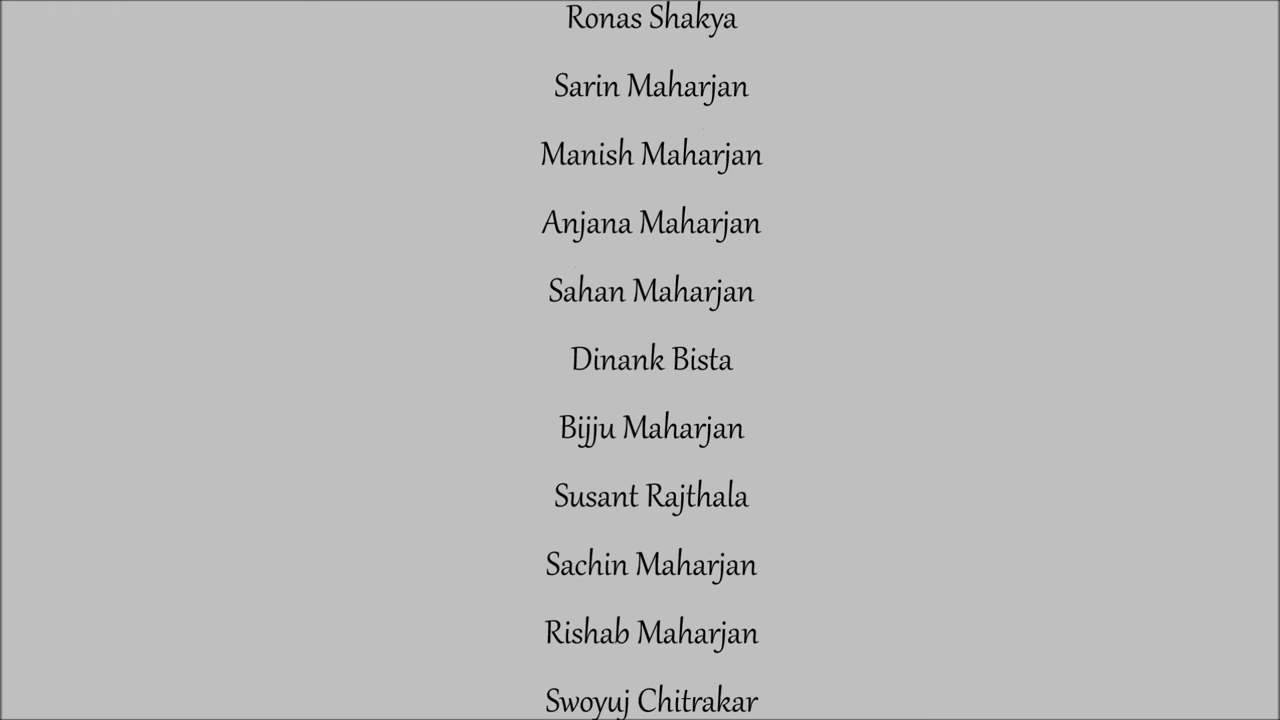 Ronas Shakya
Sarin Maharjan
Manish Maharjan
Anjana Maharjan
Sahan Maharjan
Dinank Bista
Bijju Maharjan
Susant Rajthala
Sachin Maharjan
Rishab Maharjan
Swoyuj Chitrakar